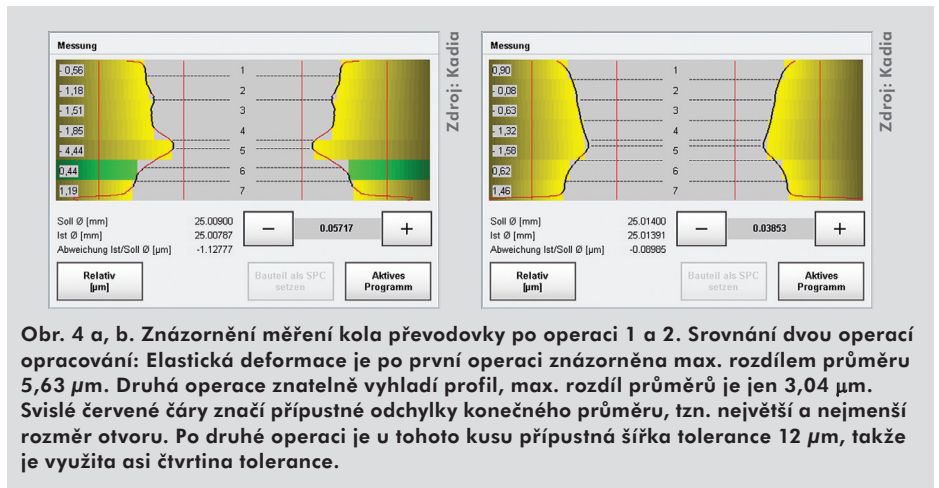 Messung
- 0,56
- 1,18
- 1,51
- 1,85
- 4,44
0,44
1,19
1
2
3
4
5
6
7
Soll Ø [mm] 25.00900
Ist Ø [mm] 25.00787
Abweichung Ist/Soll Ø [µm] -1.12777
− 0.05717 +
Relativ
[µm]
Bauteil als SPC
setzen
Aktives
Programm
Zdroj: Kadia
Messung
0,90
- 0,08
- 0,63
- 1,32
- 1,58
0,62
1,46
1
2
3
4
5
6
7
Soll Ø [mm] 25.01400
Ist Ø [mm] 25.01391
Abweichung Ist/Soll Ø [µm] -0.08985
− 0.03853 +
Relativ
[µm]
Bauteil als SPC
setzen
Aktives
Programm
Zdroj: Kadia
Obr. 4 a, b. Znázornění měření kola převodovky po operaci 1 a 2. Srovnání dvou operací
opracování: Elastická deformace je po první operaci znázorněna max. rozdílem průměru
5,63 µm. Druhá operace znatelně vyhladí profil, max. rozdíl průměrů je jen 3,04 µm.
Svislé červené čáry značí přípustné odchylky konečného průměru, tzn. největší a nejmenší
rozměr otvoru. Po druhé operaci je u tohoto kusu přípustná šířka tolerance 12 µm, takže
je využita asi čtvrtina tolerance.